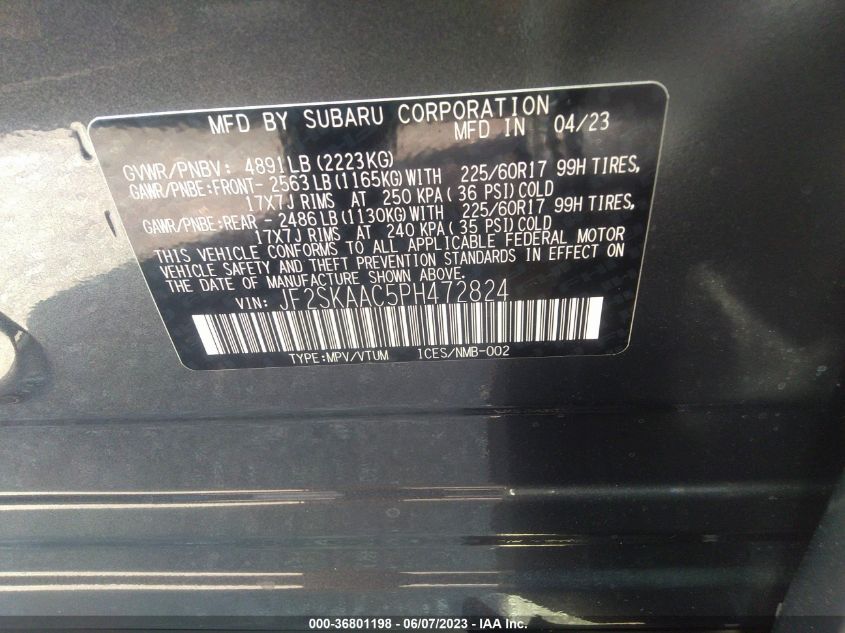 MFD BY SUBARU CORPORATION
MFD IN 04/23
GVWR/PNBV: 4891LB (2223KG)
GAWR/PNBE:FRONT- 2563 LB (1165KG) WITH 225/60R17 99H TIRES,
17X7J RIMS AT 250 KPA ( 36 PSI) COLD
GAWR/PNBE:REAR - 2486 LB (1130KG) WITH 225/60R17 99H TIRES,
17X7J RIMS AT 240 KPA ( 35 PSI) COLD
THIS VEHICLE CONFORMS TO ALL APPLICABLE FEDERAL MOTOR
VEHICLE SAFETY AND THEFT PREVENTION STANDARDS IN EFFECT ON
THE DATE OF MANUFACTURE SHOWN ABOVE.
VIN: JF2SKAAC5PH472824
TYPE:MPV/VTUM ICES/NMB-002
000-36801198 - 06/07/2023 - IAA Inc.